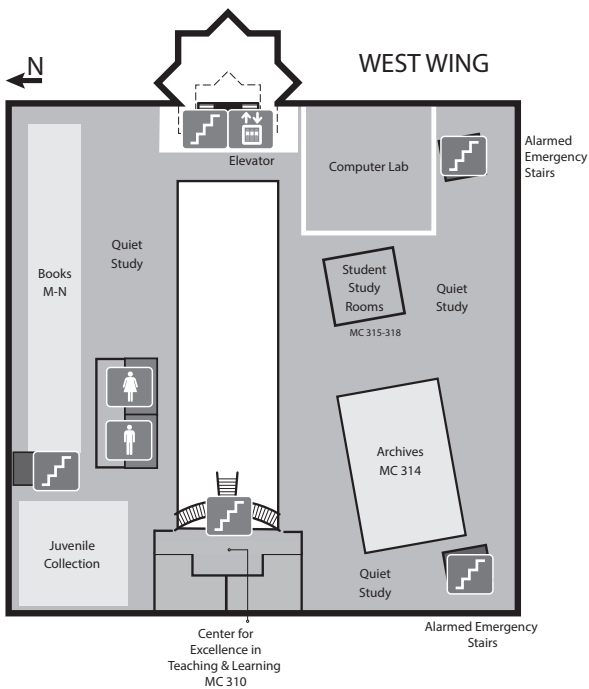 N
WEST WING
Elevator
Computer Lab
Alarmed
Emergency
Stairs
Quiet
Study
Books
M-N
Student
Study
Rooms
MC 315-318
Quiet
Study
Archives
MC 314
Juvenile
Collection
Quiet
Study
Alarmed Emergency
Stairs
Center for
Excellence in
Teaching & Learning
MC 310